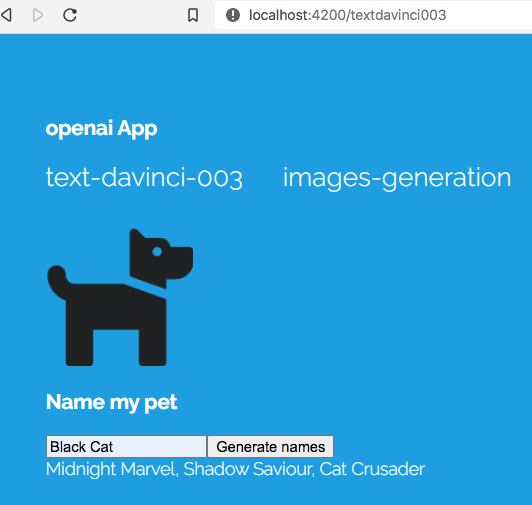 localhost:4200/textdavinci003
openai App
text-davinci-003 images-generation
Name my pet
Black Cat Generate names
Midnight Marvel, Shadow Saviour, Cat Crusader